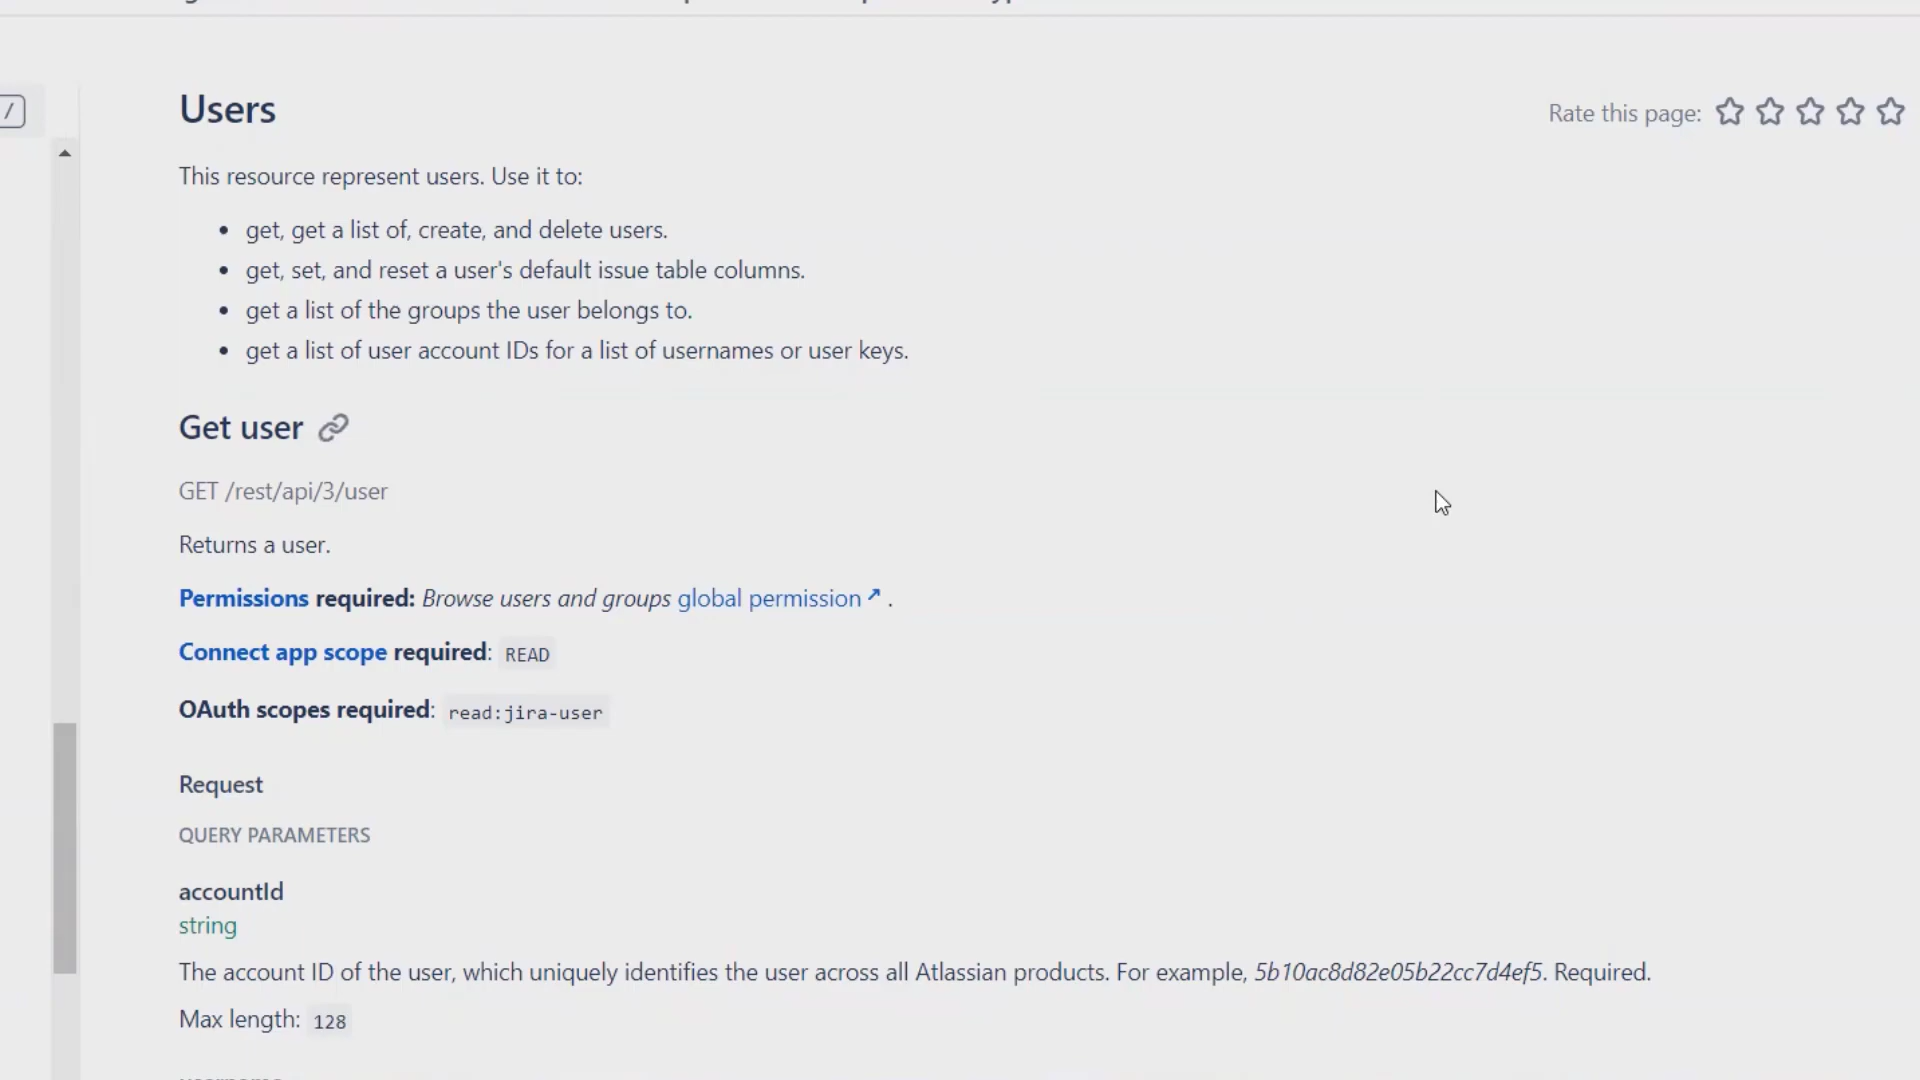 /
Users
Rate this page:
This resource represent users. Use it to:
• get, get a list of, create, and delete users.
• get, set, and reset a user's default issue table columns.
• get a list of the groups the user belongs to.
• get a list of user account IDs for a list of usernames or user keys.
Get user
GET /rest/api/3/user
Returns a user.
Permissions required: Browse users and groups global permission .
Connect app scope required: READ
OAuth scopes required: read:jira-user
Request
QUERY PARAMETERS
accountId
string
The account ID of the user, which uniquely identifies the user across all Atlassian products. For example, 5b10ac8d82e05b22cc7d4ef5. Required.
Max length: 128